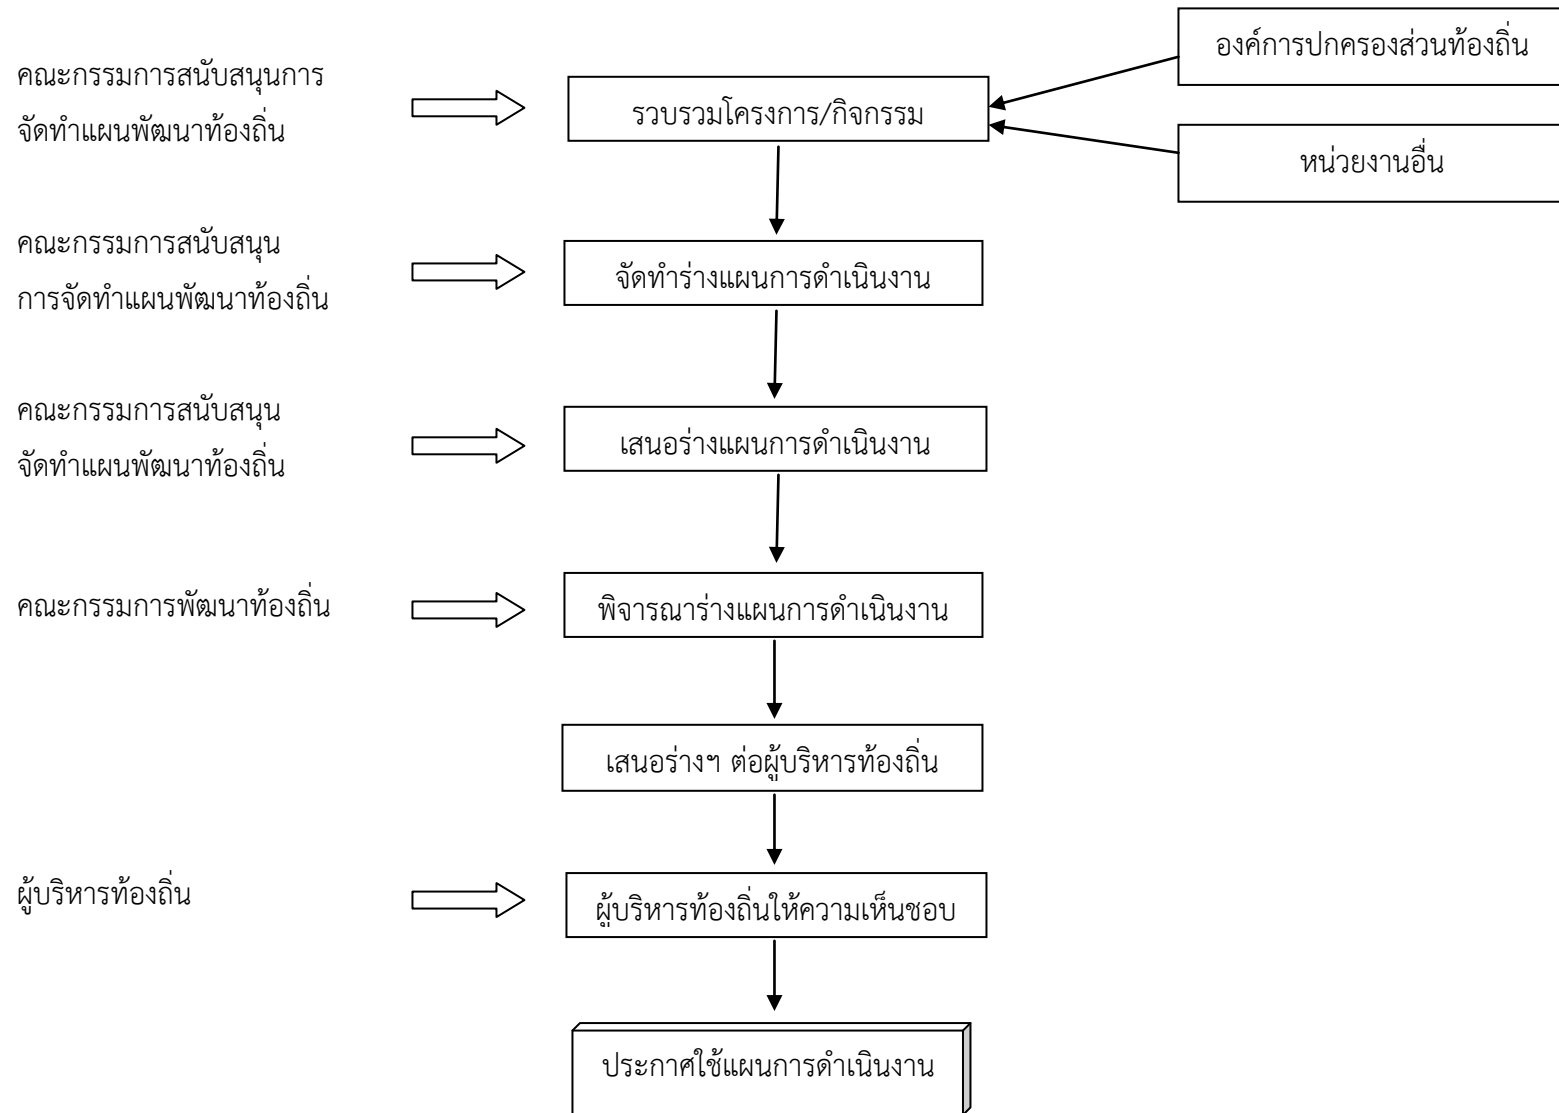 องค์การปกครองส่วนท้องถิ่น
คณะกรรมการสนับสนุนการ
จัดทำแผนพัฒนาท้องถิ่น
รวบรวมโครงการ/กิจกรรม
หน่วยงานอื่น
คณะกรรมการสนับสนุน
การจัดทำแผนพัฒนาท้องถิ่น
จัดทำร่างแผนการดำเนินงาน
คณะกรรมการสนับสนุน
จัดทำแผนพัฒนาท้องถิ่น
เสนอร่างแผนการดำเนินงาน
คณะกรรมการพัฒนาท้องถิ่น
พิจารณาร่างแผนการดำเนินงาน
เสนอร่างฯ ต่อผู้บริหารท้องถิ่น
ผู้บริหารท้องถิ่น
ผู้บริหารท้องถิ่นให้ความเห็นชอบ
ประกาศใช้แผนการดำเนินงาน